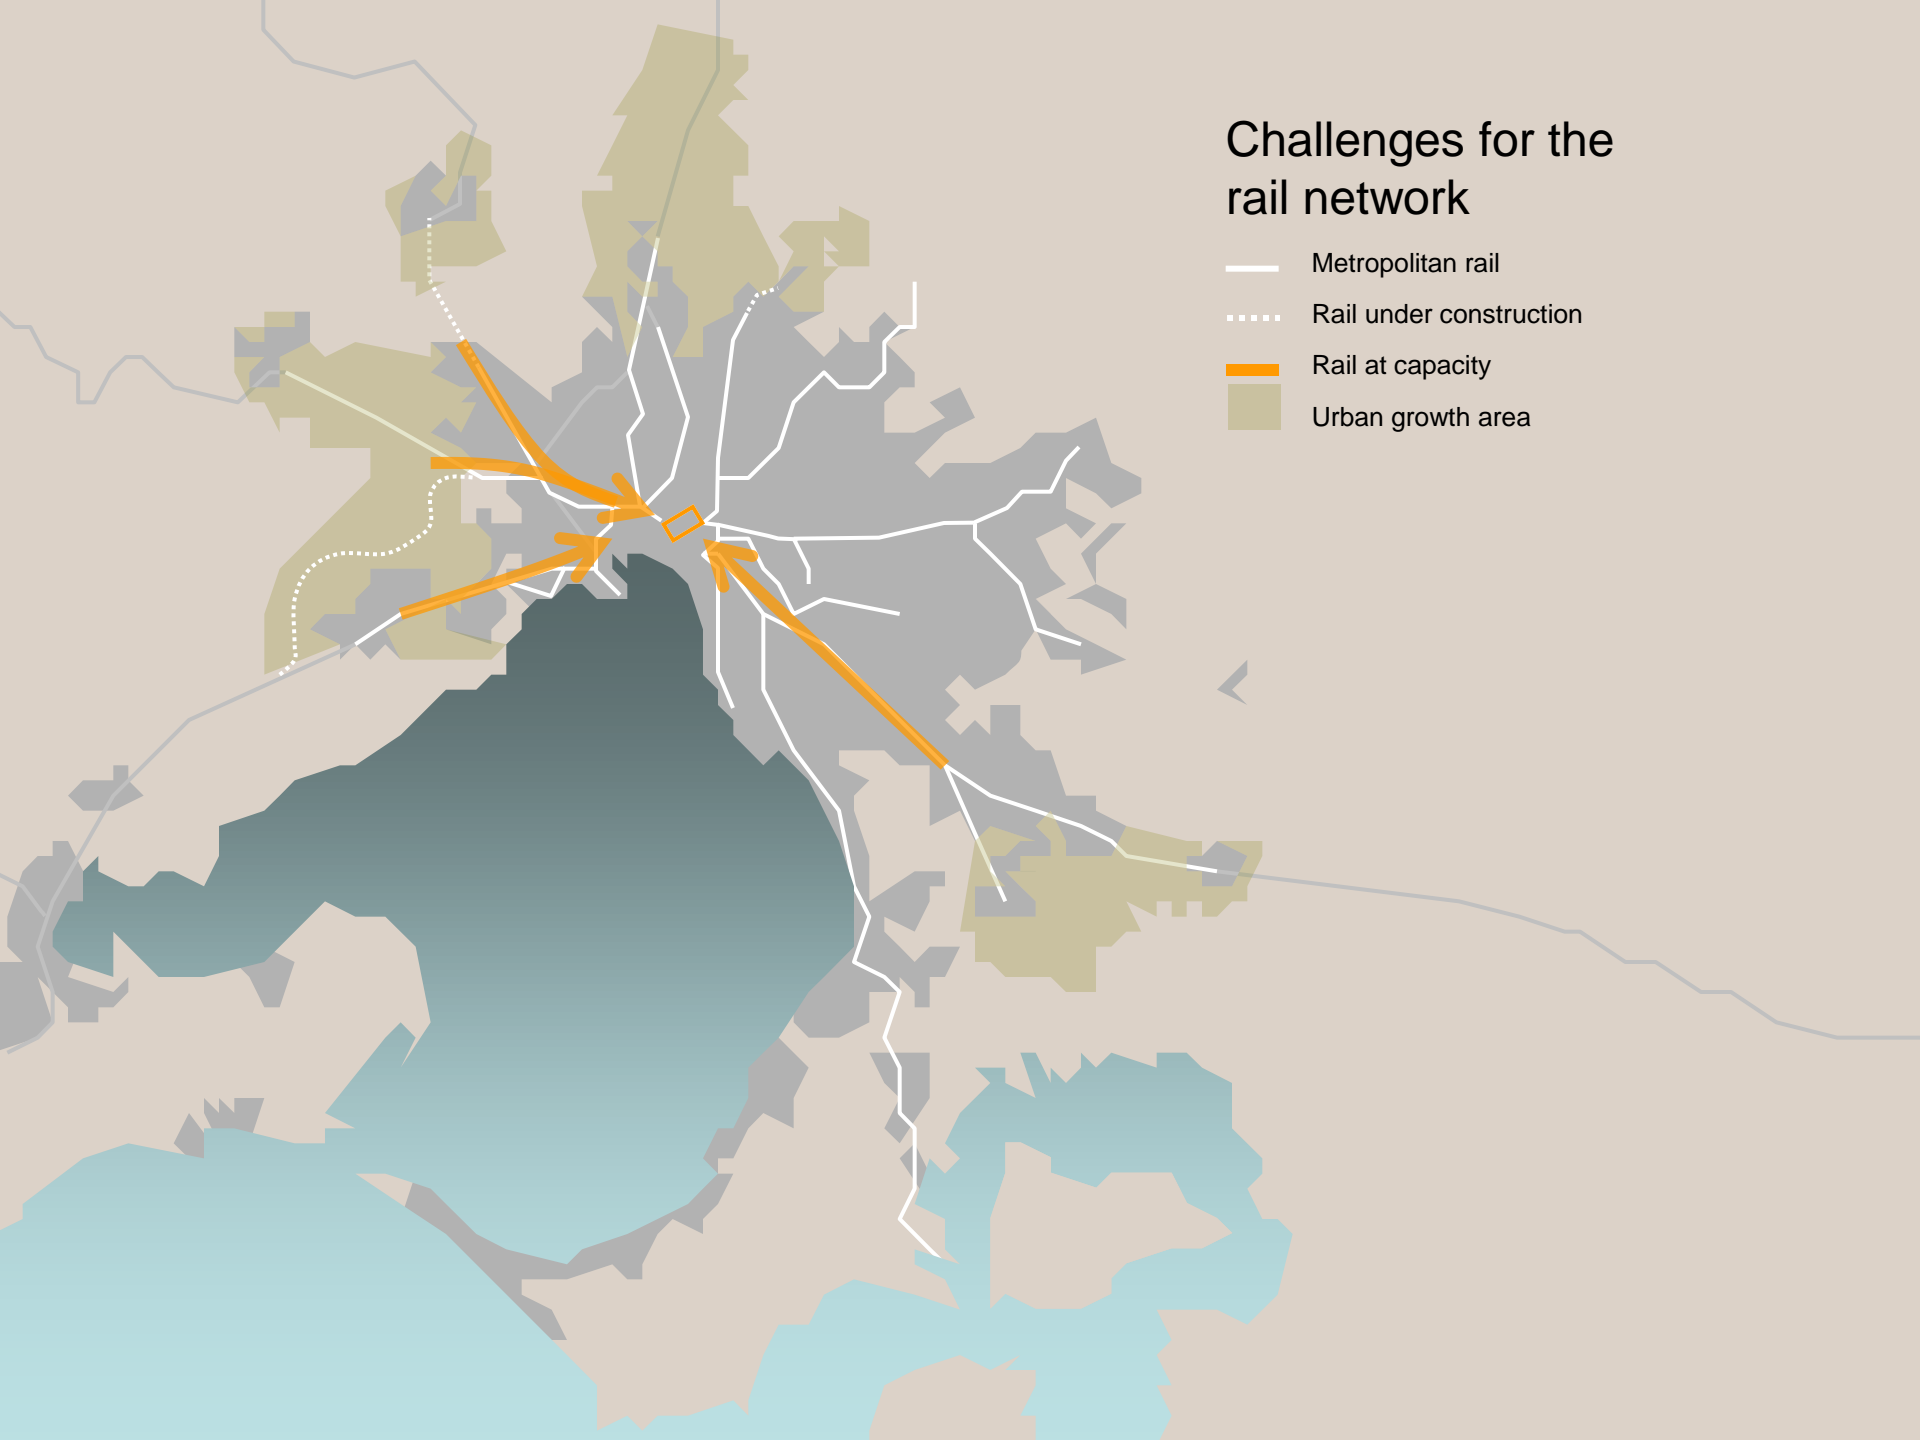 Challenges for the
rail network
Metropolitan rail
Rail under construction
Rail at capacity
Urban growth area